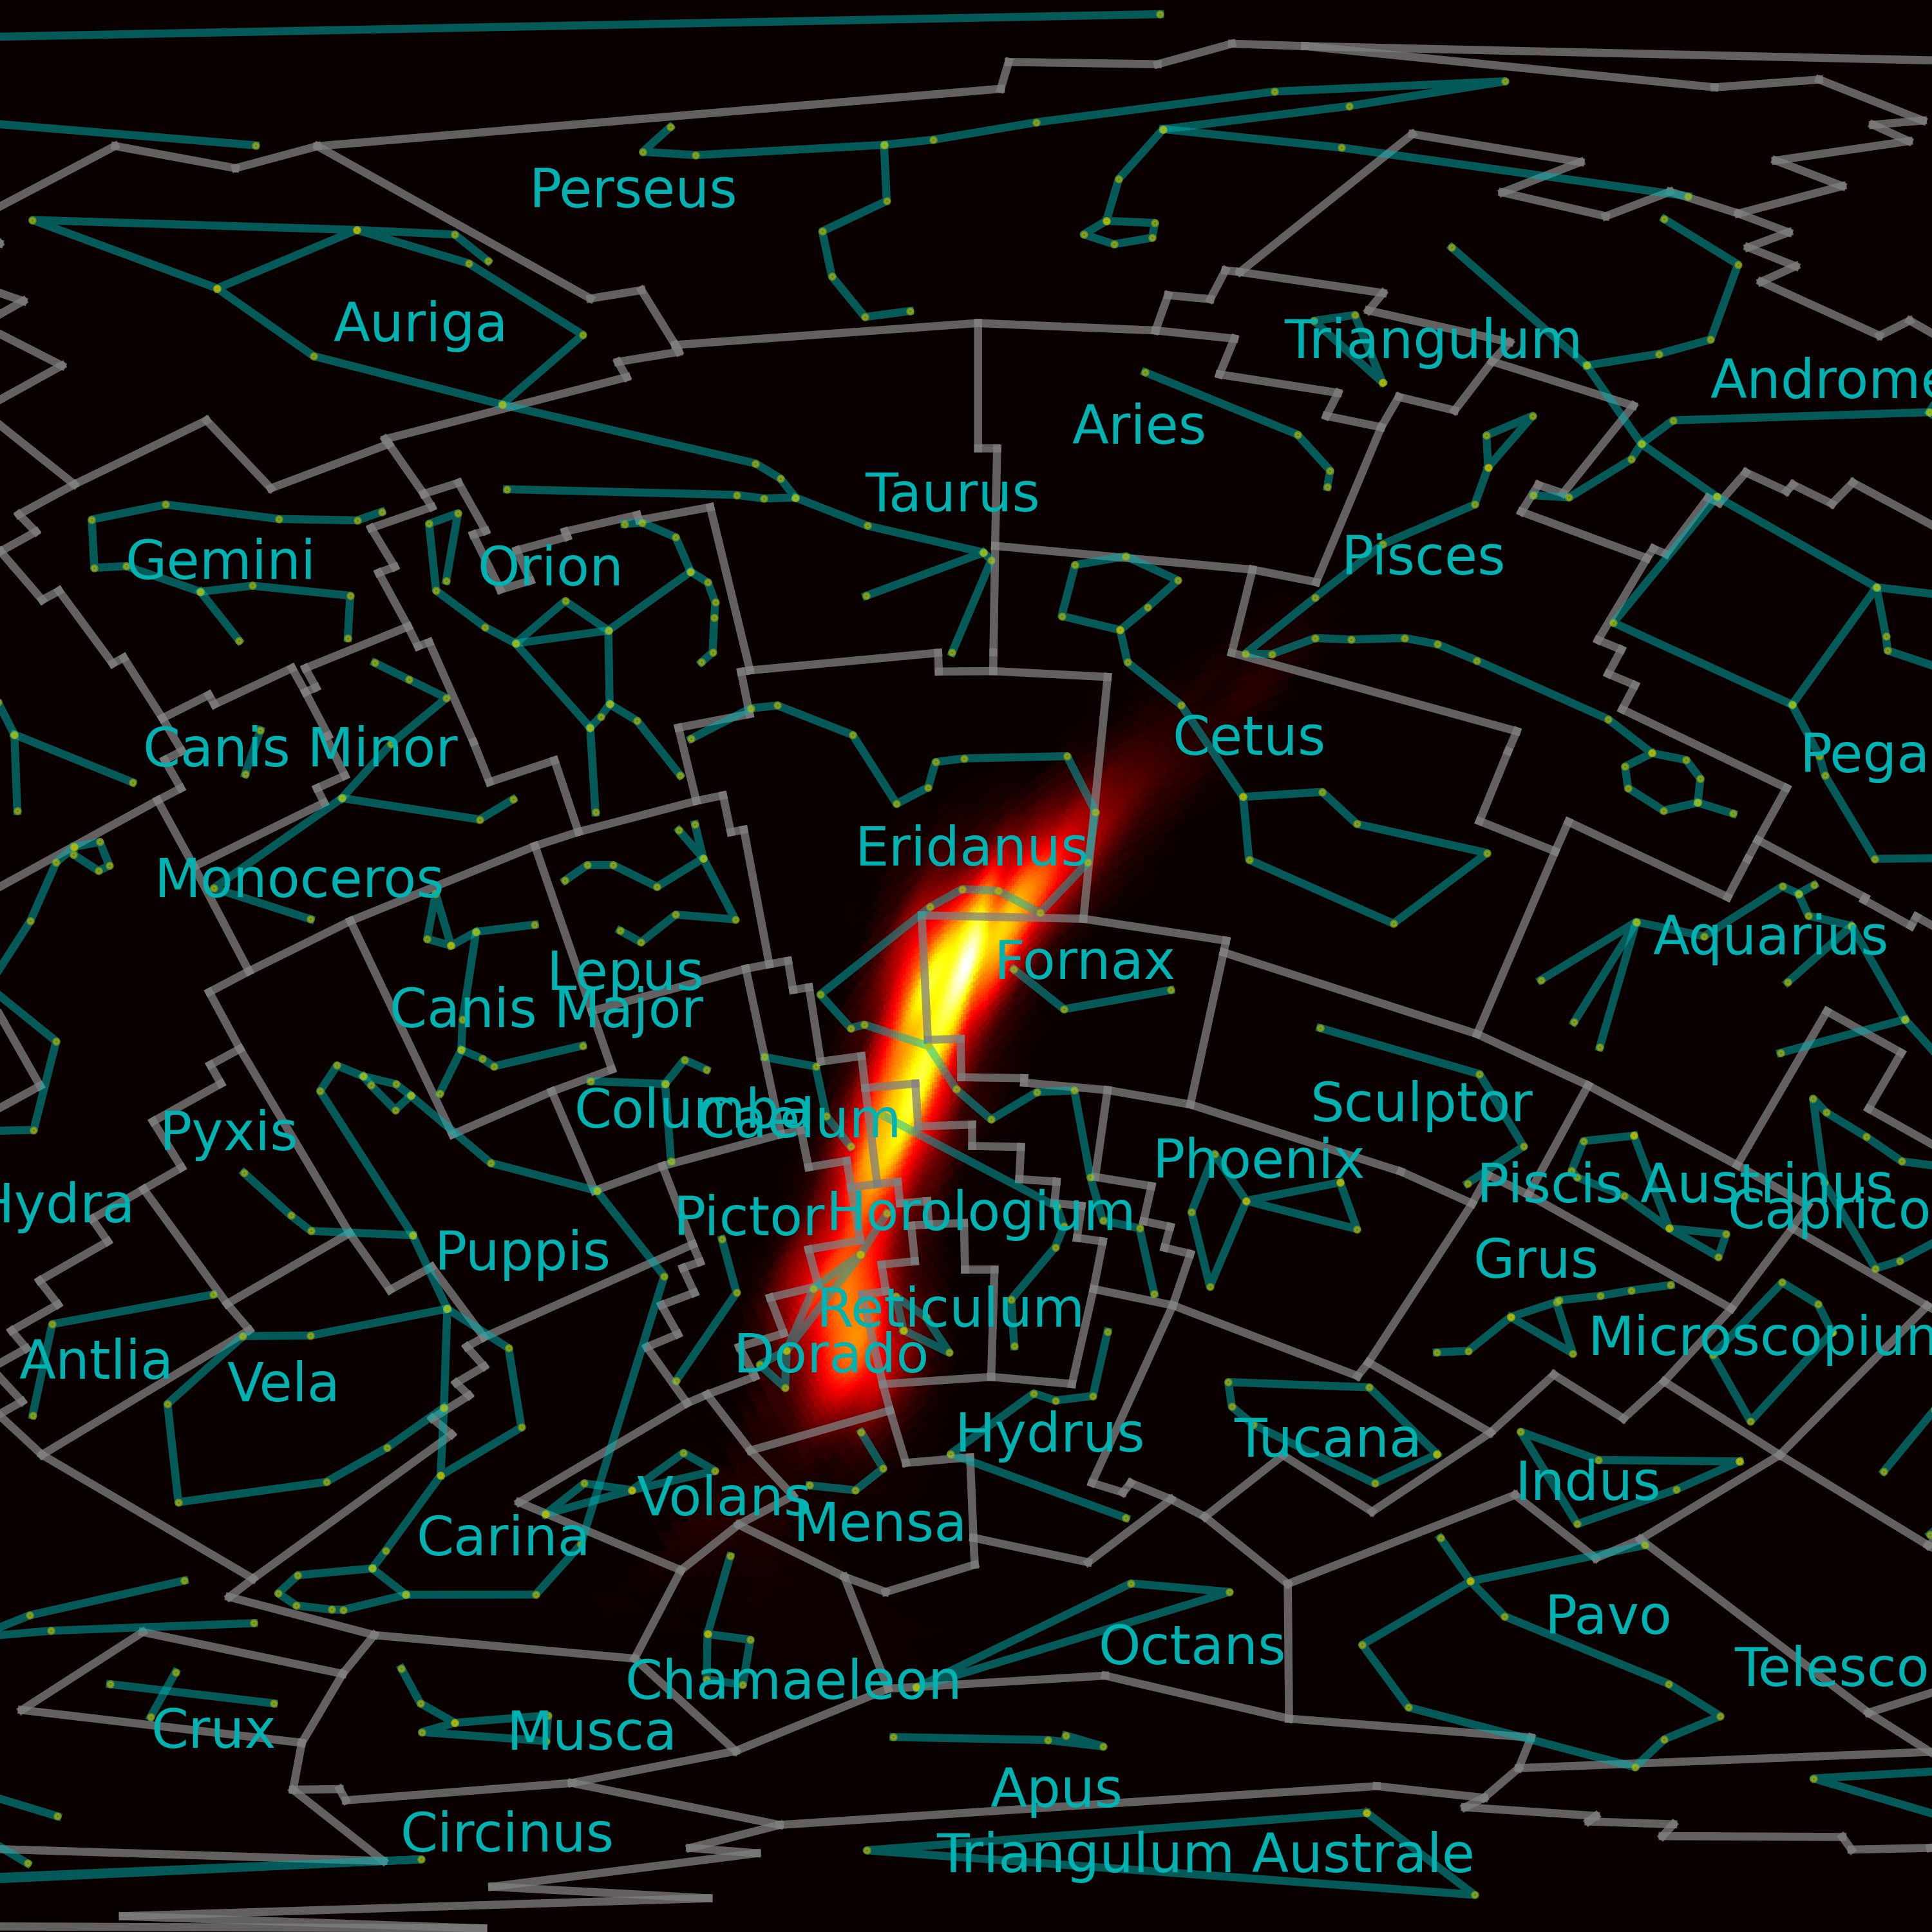 Perseus
Auriga
Triangulum
Androme
Aries
Taurus
Gemini
Orion
Pisces
Canis Minor
Cetus
Pega
Eridanus
Monoceros
Aquarius
Fornax
Lepus
Canis Major
Columba
Caelum
Sculptor
Pyxis
Phoenix
Piscis Austrinus
Hydra
Caprico
Pictor
Horologium
Puppis
Grus
Reticulum
Microscopium
Antlia
Dorado
Vela
Hydrus
Tucana
Indus
Volans
Mensa
Carina
Pavo
Octans
Telesco
Chamaeleon
Crux
Musca
Apus
Circinus
Triangulum Australe